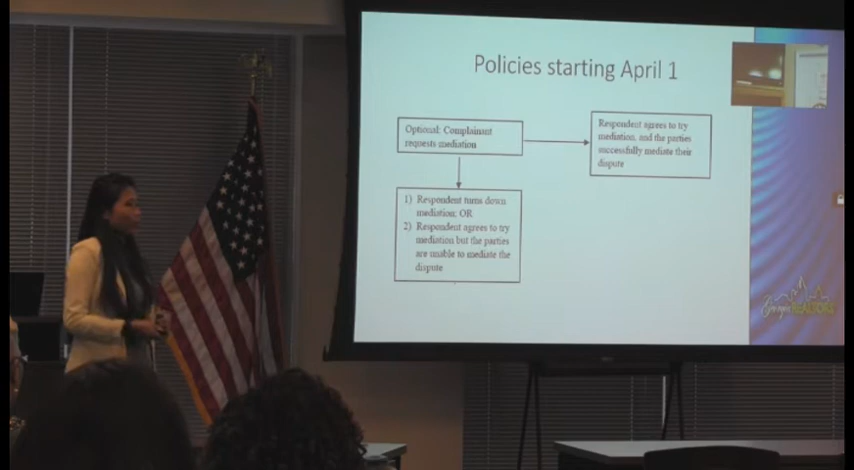 Policies starting April 1
Optional: Complainant
requests mediation
Respondent agrees to try
mediation, and the parties
successfully mediate their
dispute
1) Respondent turns down
mediation; OR
2) Respondent agrees to try
mediation but the parties
are unable to mediate the
dispute
REALTORS